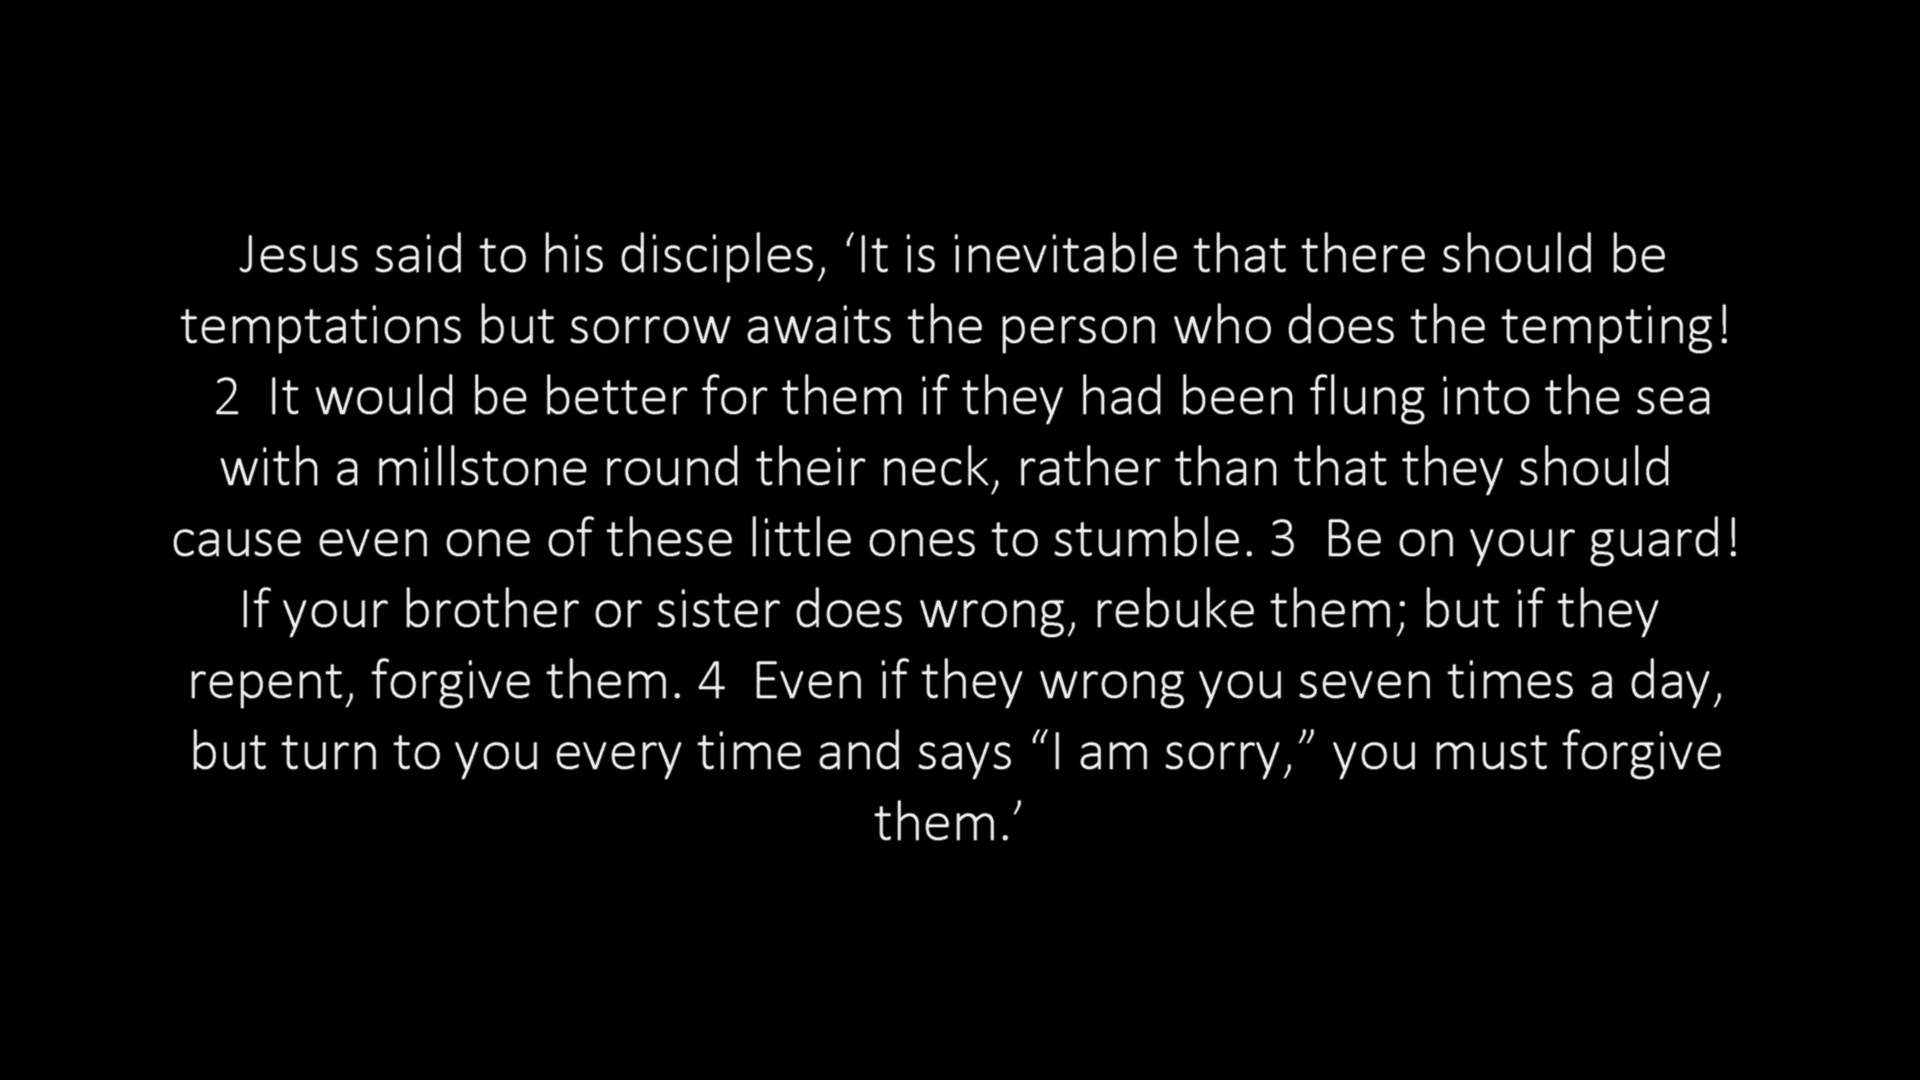 Jesus said to his disciples, ‘It is inevitable that there should be
temptations but sorrow awaits the person who does the tempting!
2  It would be better for them if they had been flung into the sea
with a millstone round their neck, rather than that they should
cause even one of these little ones to stumble. 3  Be on your guard!
If your brother or sister does wrong, rebuke them; but if they
repent, forgive them. 4  Even if they wrong you seven times a day,
but turn to you every time and says “I am sorry,” you must forgive
them.’